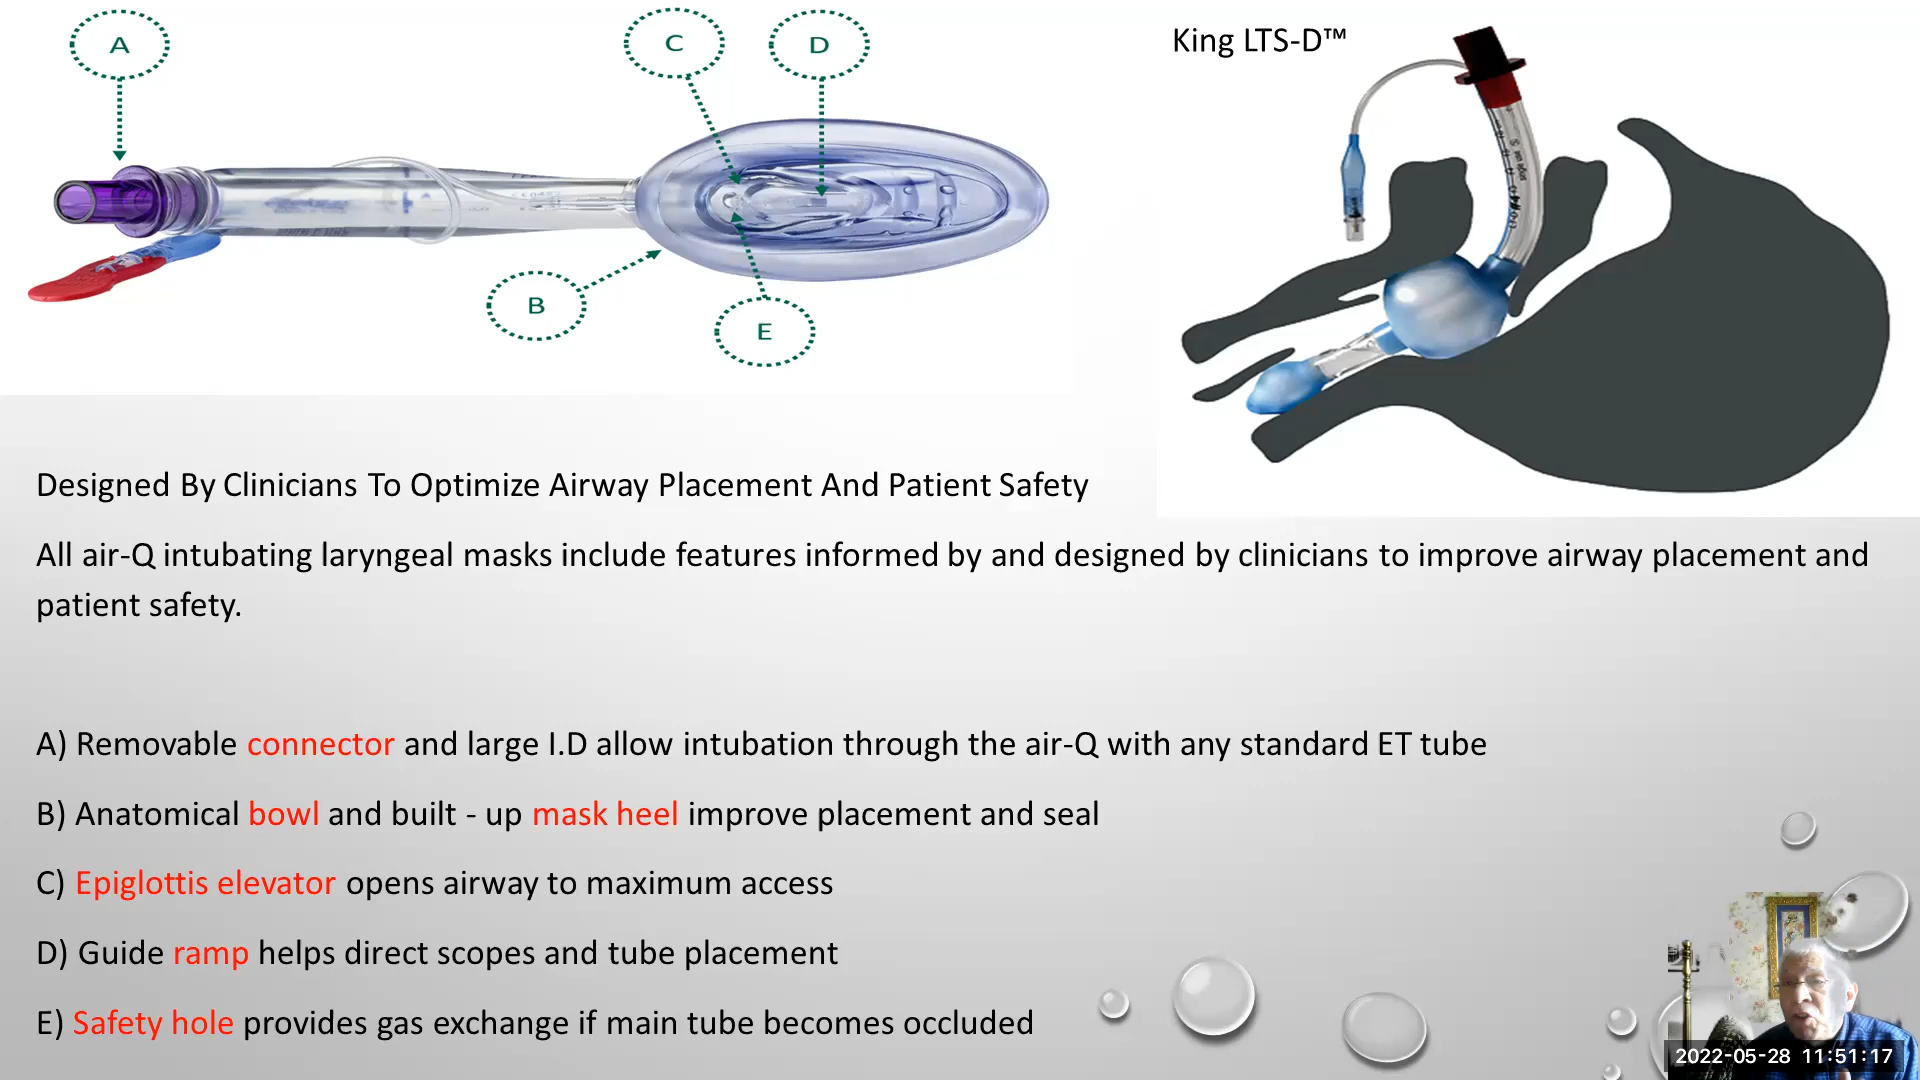 A
C
D
B
E
King LTS-D™
Designed By Clinicians To Optimize Airway Placement And Patient Safety
All air-Q intubating laryngeal masks include features informed by and designed by clinicians to improve airway placement and
patient safety.
A) Removable connector and large I.D allow intubation through the air-Q with any standard ET tube
B) Anatomical bowl and built - up mask heel improve placement and seal
C) Epiglottis elevator opens airway to maximum access
D) Guide ramp helps direct scopes and tube placement
E) Safety hole provides gas exchange if main tube becomes occluded
2022-05-28 11:51:17